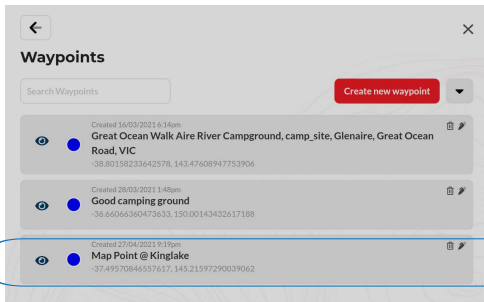 Waypoints
Search Waypoints
Create new waypoint
Created 16/03/2021 6:14pm
Great Ocean Walk Aire River Campground, camp_site, Glenaire, Great Ocean
Road, VIC
-38.80158233642578, 143.47608947753906
Created 28/03/2021 1:48pm
Good camping ground
-36.66066360473633, 150.00143432617188
Created 27/04/2021 9:19pm
Map Point @ Kinglake
-37.49570846557617, 145.21597290039062